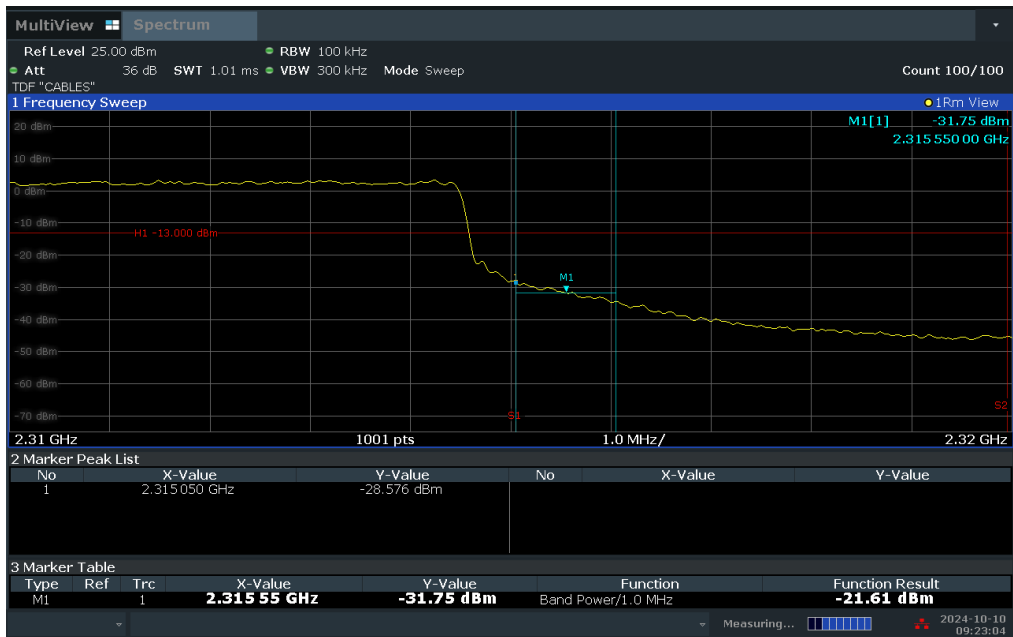 MultiView Spectrum
Ref Level 25.00 dBm RBW 100 kHz
Att 36 dB SWT 1.01 ms VBW 300 kHz Mode Sweep Count 100/100
TDF "CABLES"
1 Frequency Sweep 1Rm View
M1[1] -31.75 dBm
2.315 550 00 GHz
20 dBm
10 dBm
0 dBm
-10 dBm
H1 -13.000 dBm
-20 dBm
M1
1
-30 dBm
-40 dBm
-50 dBm
-60 dBm
-70 dBm
S1 S2
2.31 GHz 1001 pts 1.0 MHz/ 2.32 GHz
2 Marker Peak List
No X-Value Y-Value No X-Value Y-Value
1 2.315050 GHz -28.576 dBm
3 Marker Table
Type Ref Trc X-Value Y-Value Function Function Result
M1 1 2.315 55 GHz -31.75 dBm Band Power/1.0 MHz -21.61 dBm
Measuring... 2024-10-10
09:23:04